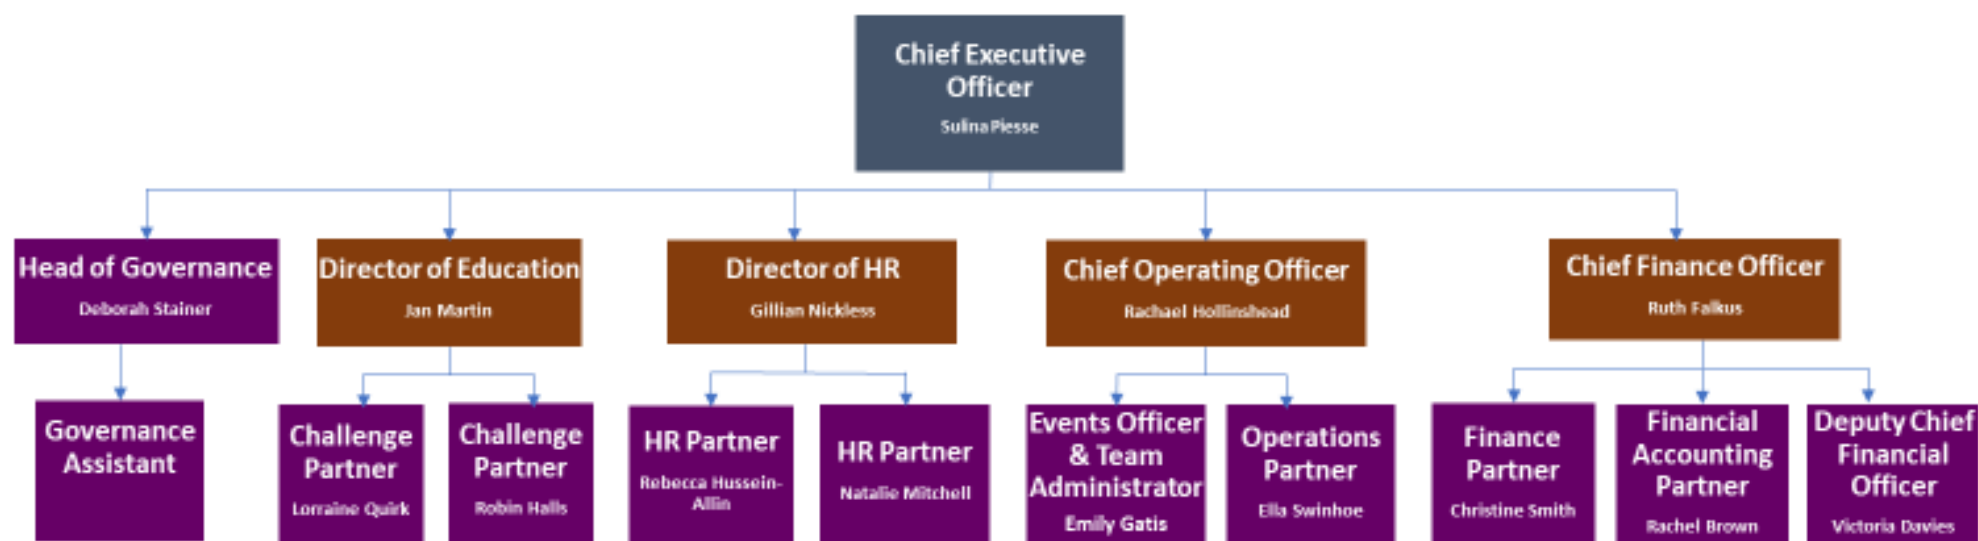 Chief Executive
Officer
Sulina Piesse
Head of Governance
Deborah Stainer
Director of Education
Jan Martin
Director of HR
Gillian Nickless
Chief Operating Officer
Rachael Hollinshead
Chief Finance Officer
Ruth Falkus
Governance
Assistant
Challenge
Partner
Lorraine Quirk
Challenge
Partner
Robin Halls
HR Partner
Rebecca Hussein-
Allin
HR Partner
Natalie Mitchell
Events Officer
& Team
Administrator
Emily Gatis
Operations
Partner
Ella Swinhoe
Finance
Partner
Christine Smith
Financial
Accounting
Partner
Rachel Brown
Deputy Chief
Financial
Officer
Victoria Davies